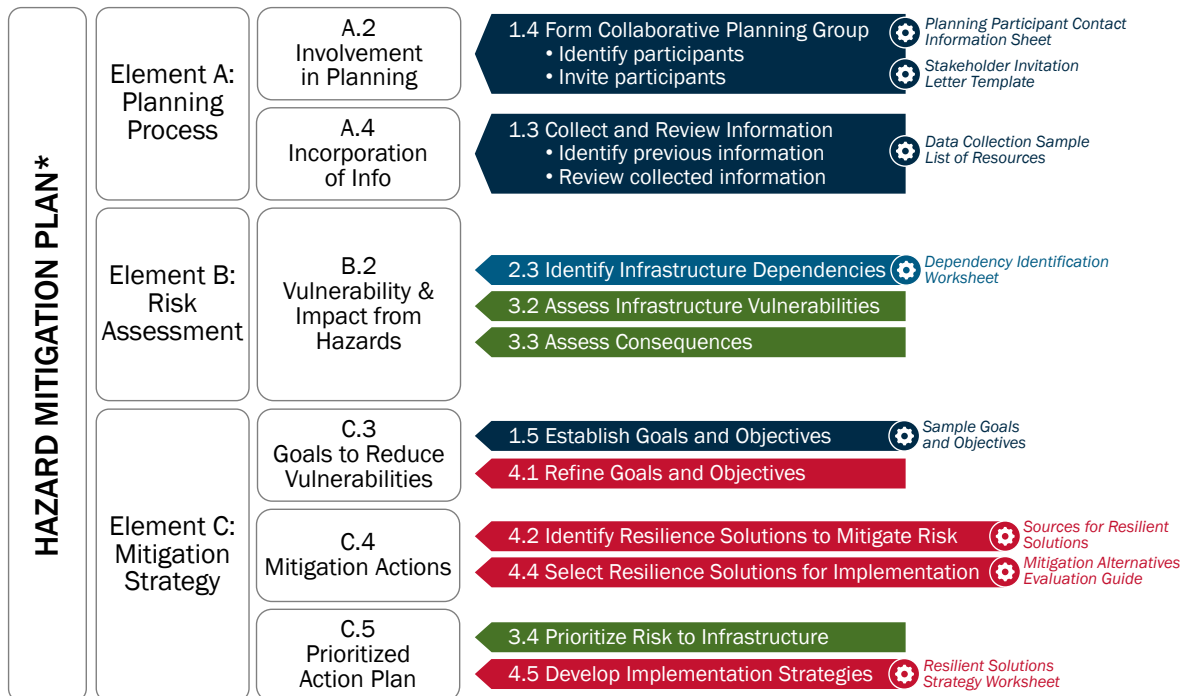 HAZARD MITIGATION PLAN*
Element A:
Planning
Process
A.2
Involvement
in Planning
1.4 Form Collaborative Planning Group
• Identify participants
• Invite participants
Planning Participant Contact
Information Sheet
Stakeholder Invitation
Letter Template
A.4
Incorporation
of Info
1.3 Collect and Review Information
• Identify previous information
• Review collected information
Data Collection Sample
List of Resources
Element B:
Risk
Assessment
B.2
Vulnerability &
Impact from
Hazards
2.3 Identify Infrastructure Dependencies
Dependency Identification
Worksheet
3.2 Assess Infrastructure Vulnerabilities
3.3 Assess Consequences
Element C:
Mitigation
Strategy
C.3
Goals to Reduce
Vulnerabilities
1.5 Establish Goals and Objectives
Sample Goals
and Objectives
4.1 Refine Goals and Objectives
C.4
Mitigation Actions
4.2 Identify Resilience Solutions to Mitigate Risk
Sources for Resilient
Solutions
4.4 Select Resilience Solutions for Implementation
Mitigation Alternatives
Evaluation Guide
C.5
Prioritized
Action Plan
3.4 Prioritize Risk to Infrastructure
4.5 Develop Implementation Strategies
Resilient Solutions
Strategy Worksheet